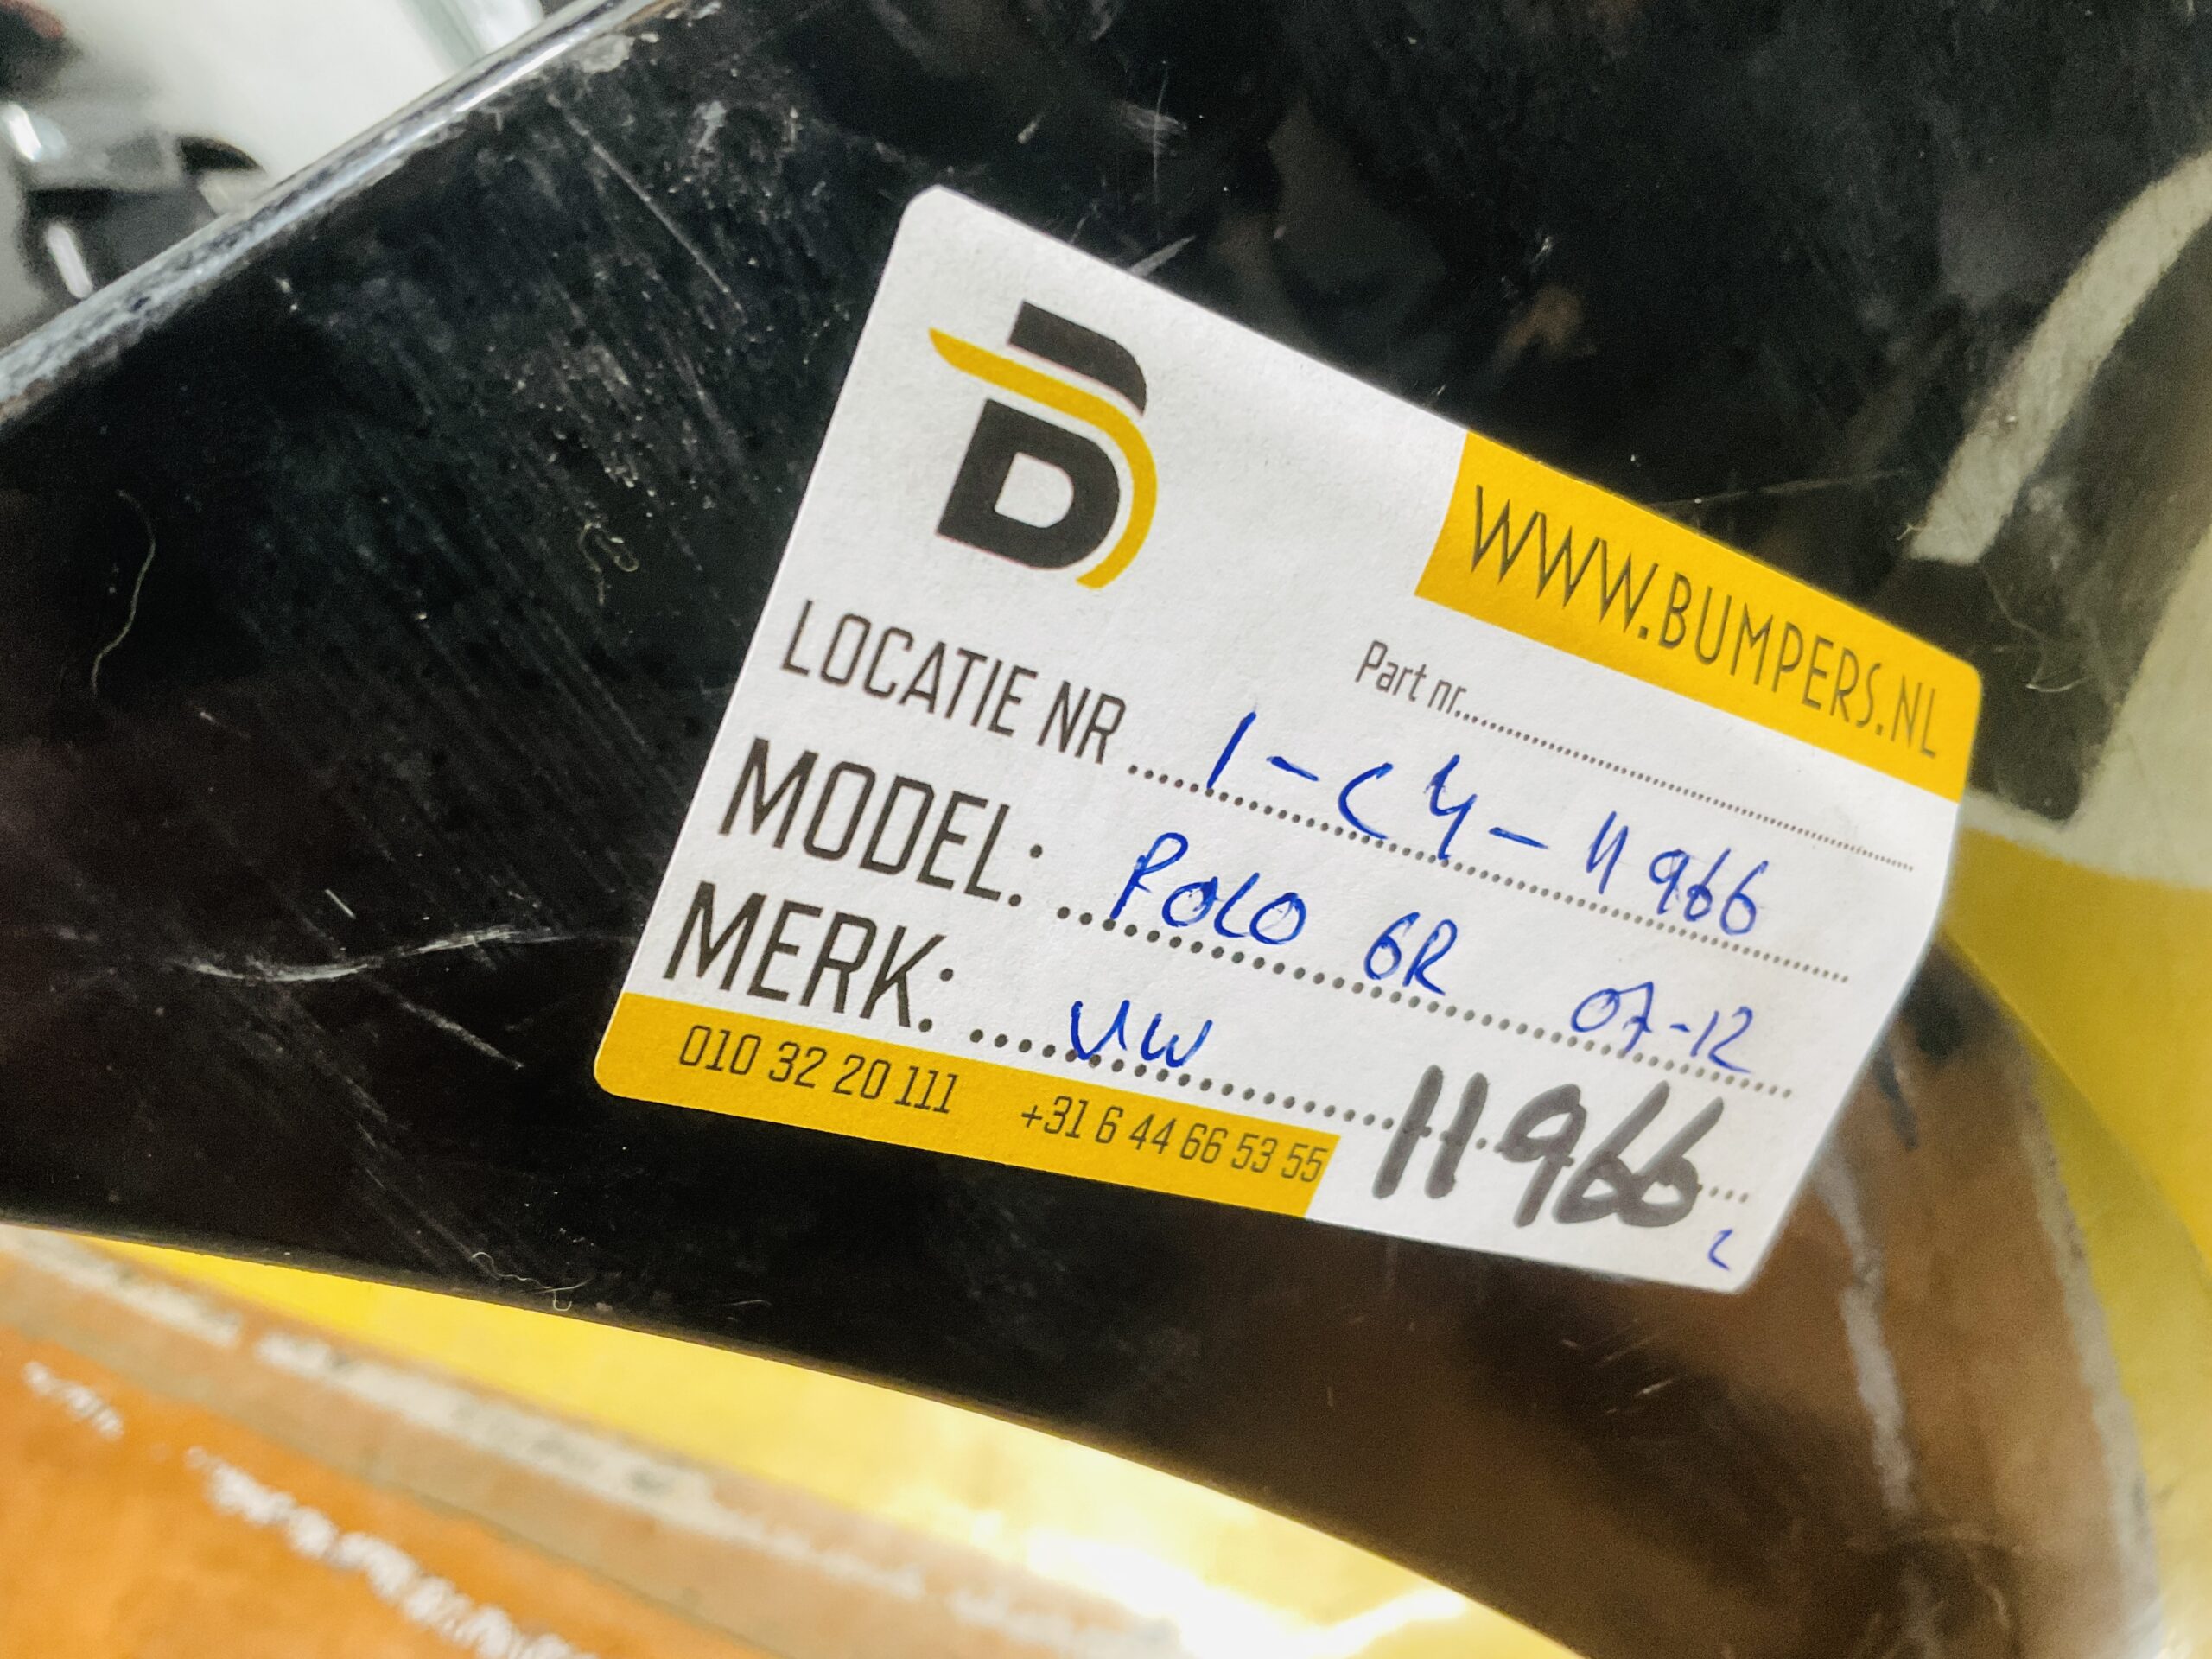 B
WWW.BUMPERS.NL
Part nr.
LOCATIE NR 1-C4-11966
MODEL: POLO 6R 07-12
MERK: VW
11966
010 32 20 111 +31 6 44 66 53 55